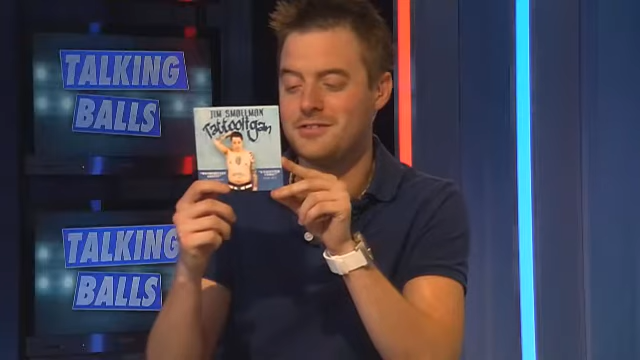 TALKING
BALLS
JIM SMALLMAN
Tattooligan
TALKING
BALLS